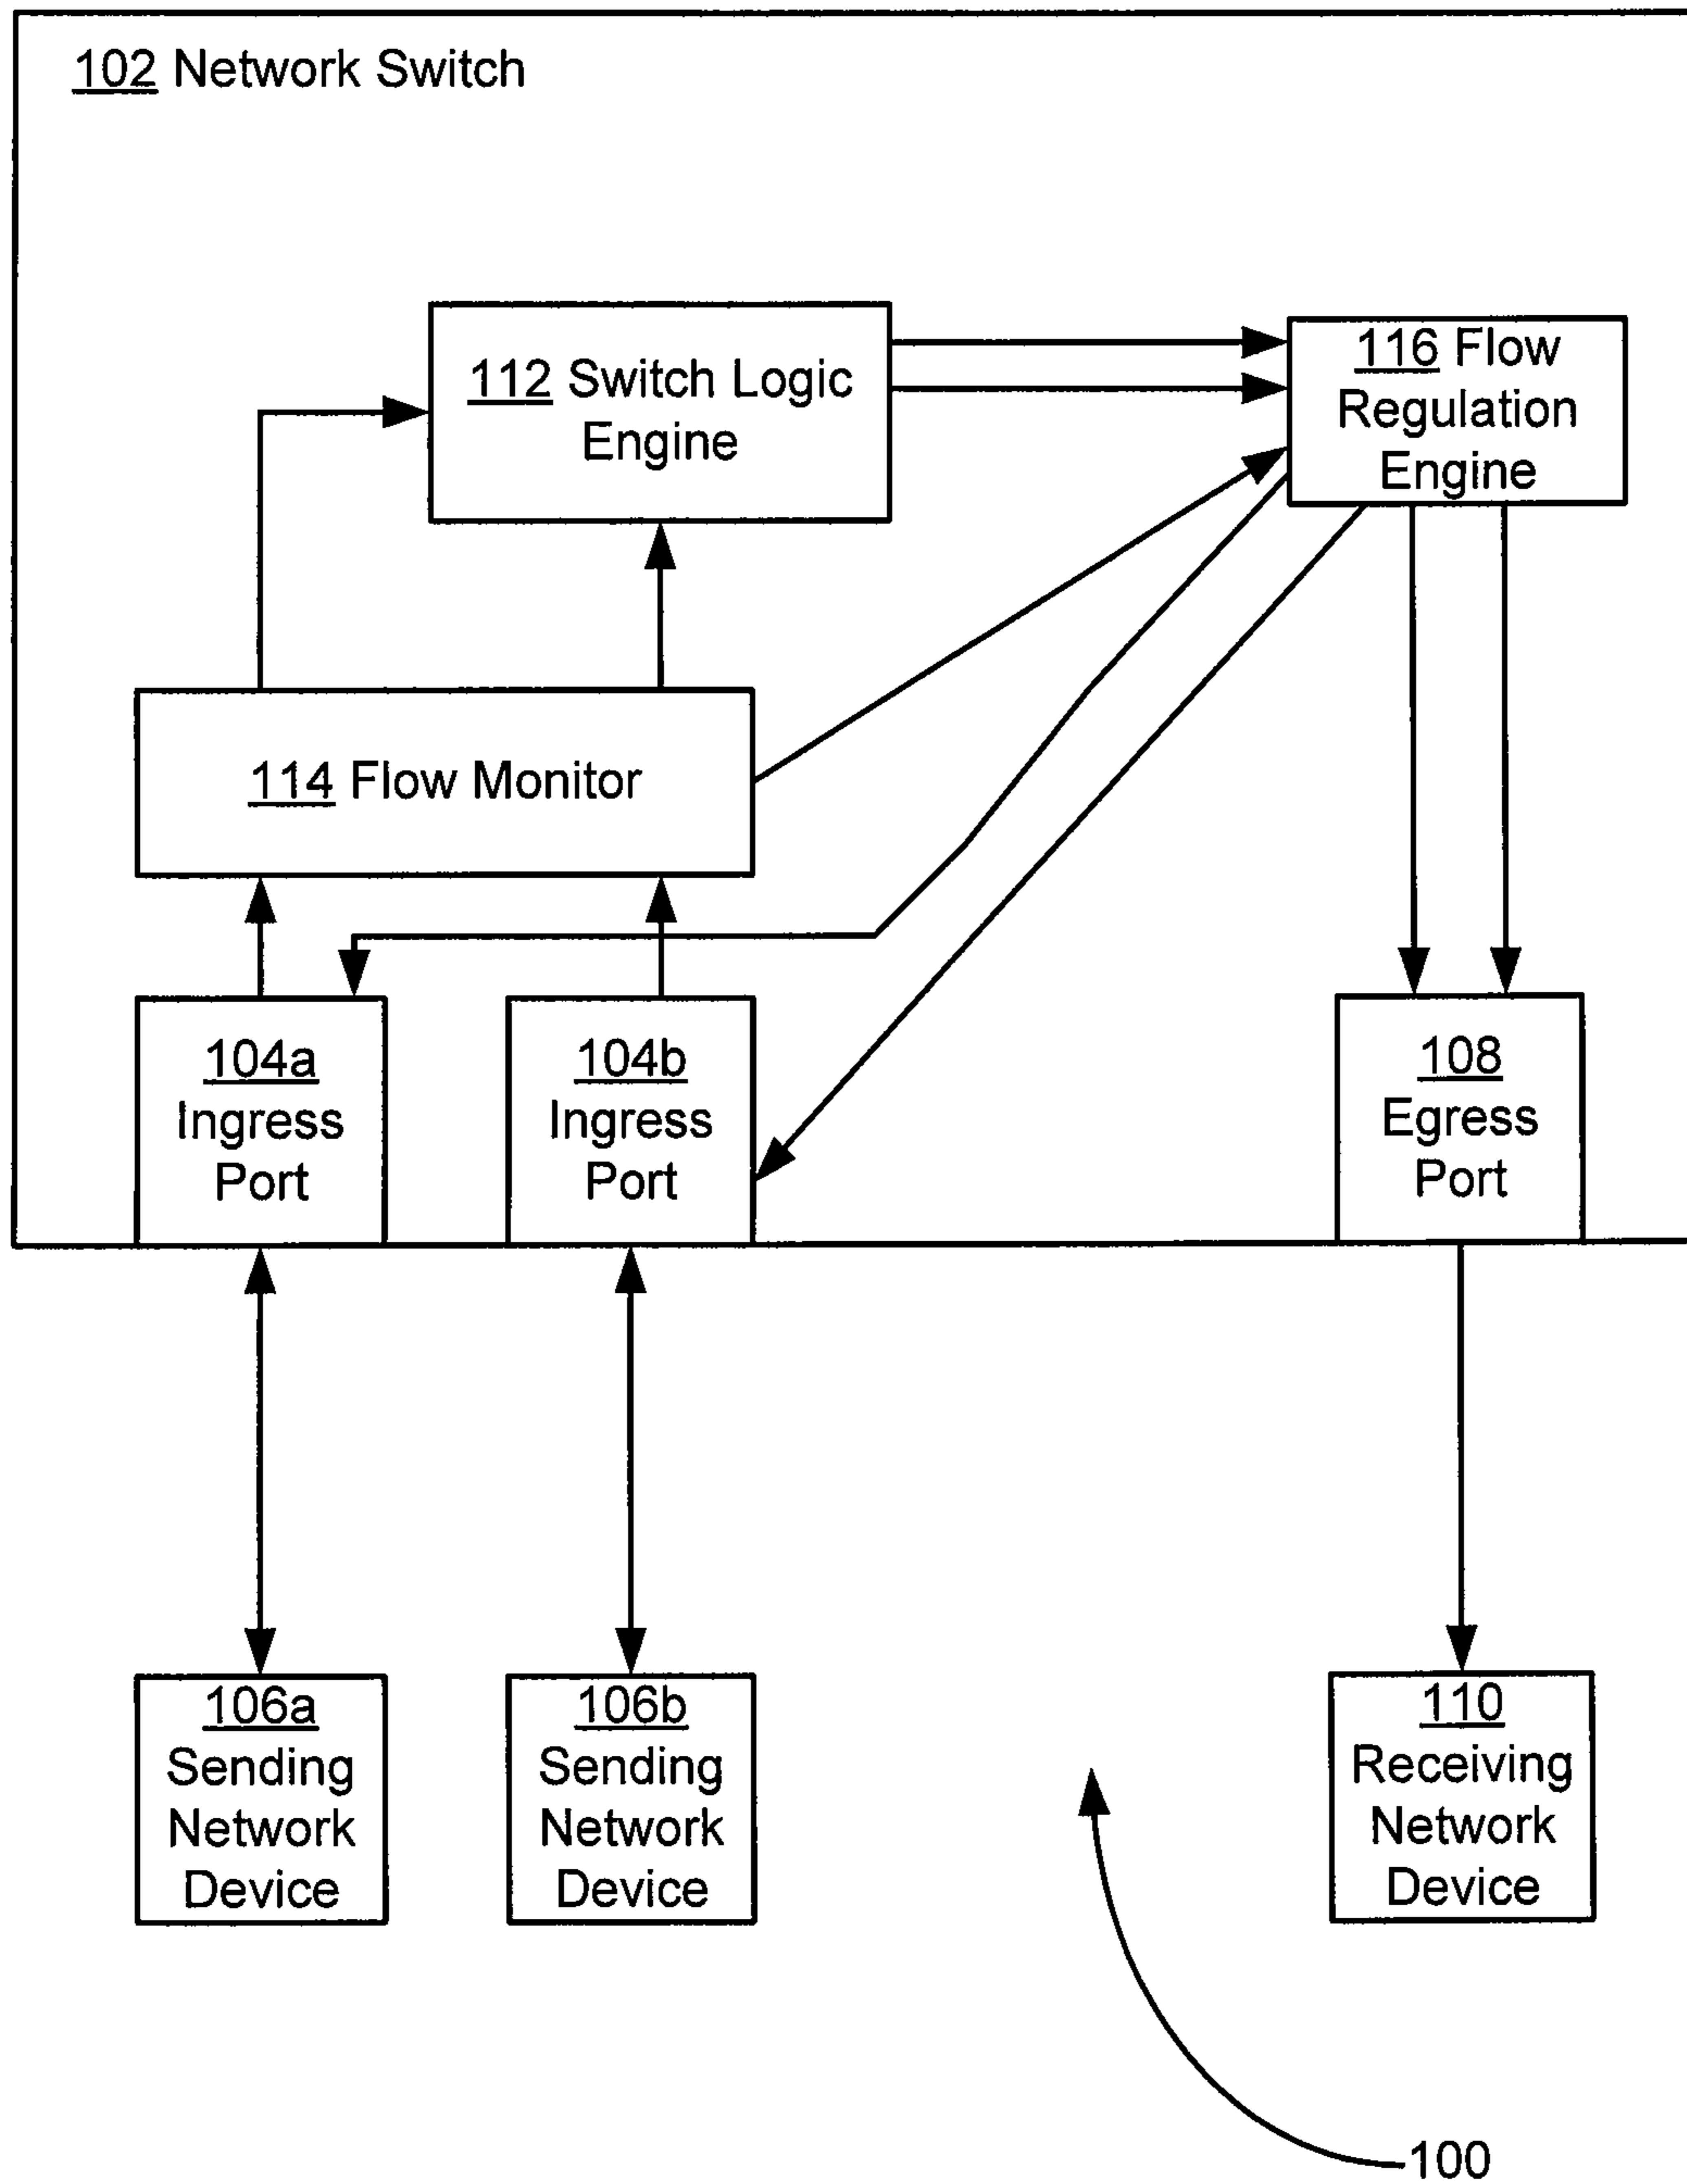 102 Network Switch
112 Switch Logic
Engine
116 Flow
Regulation
Engine
114 Flow Monitor
104a
Ingress
Port
104b
Ingress
Port
108
Egress
Port
106a
Sending
Network
Device
106b
Sending
Network
Device
110
Receiving
Network
Device
100